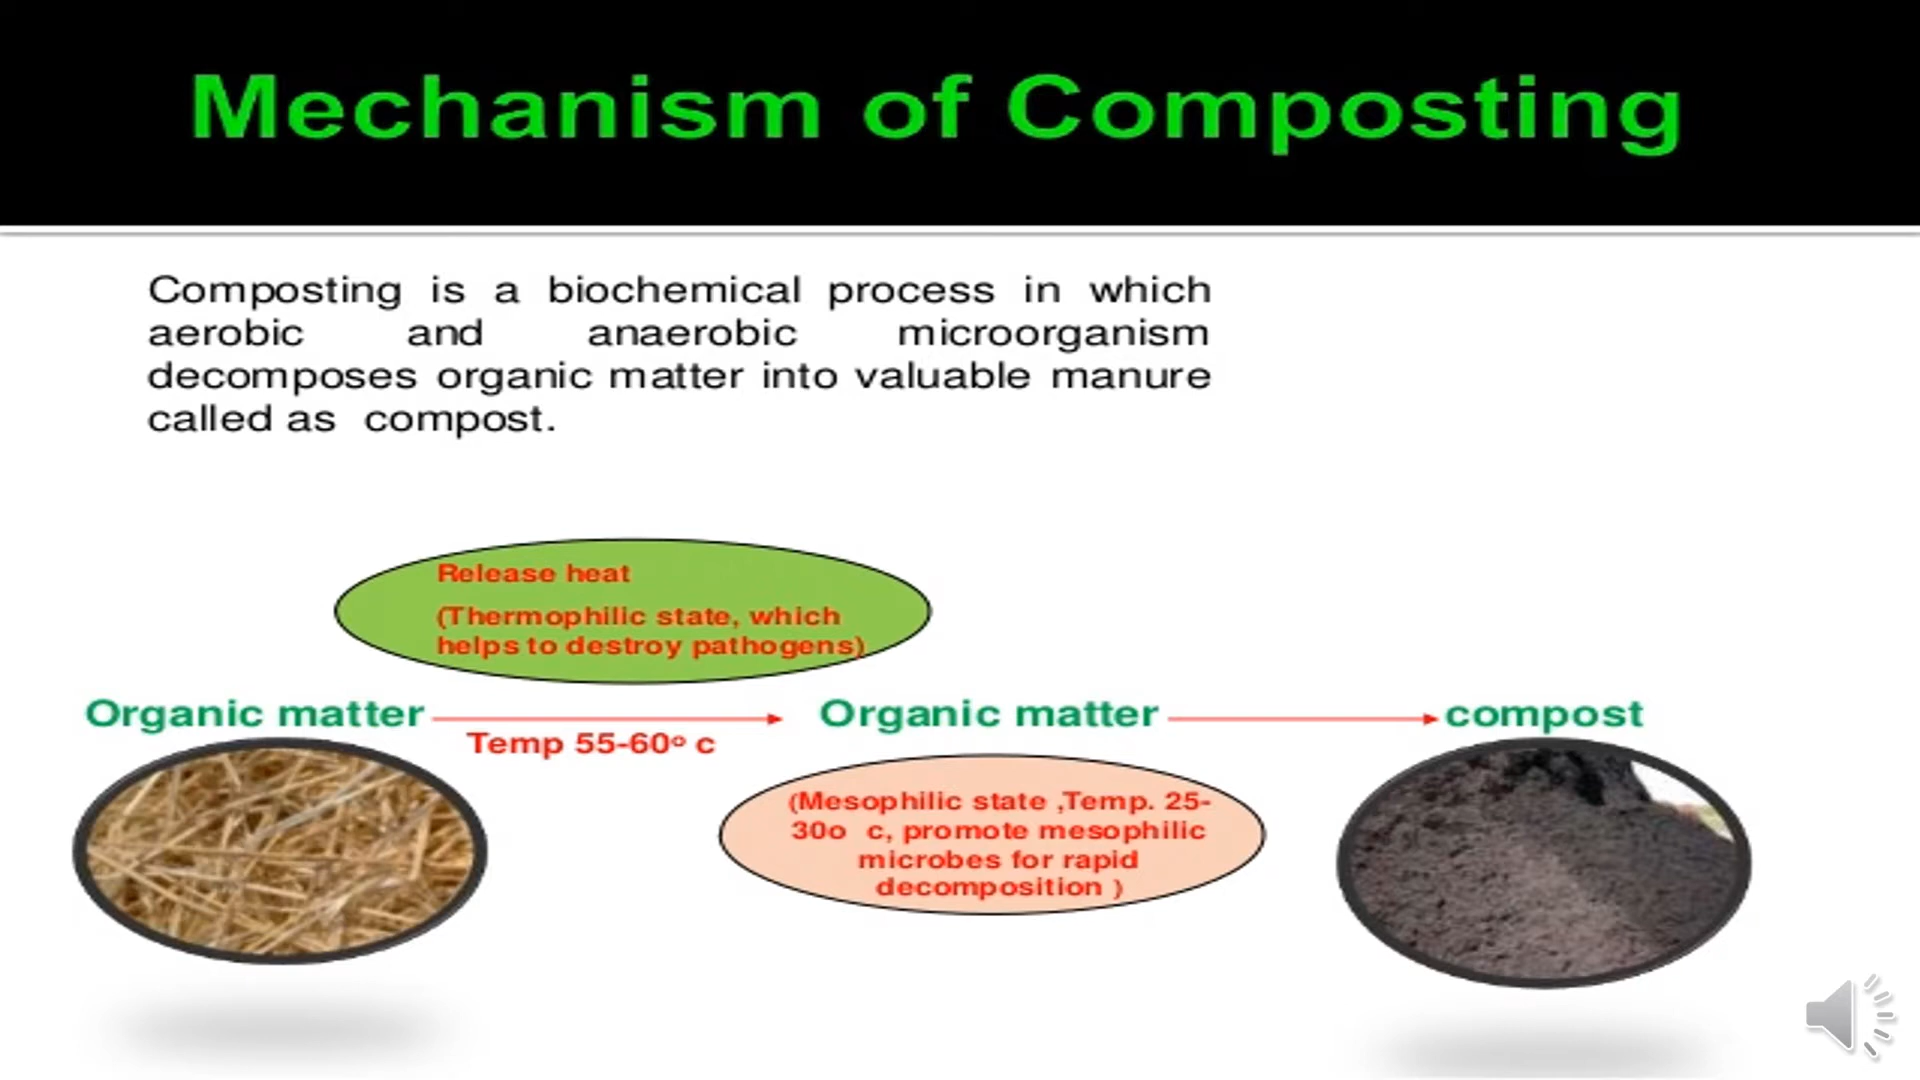 Mechanism of Composting
Composting is a biochemical process in which
aerobic and anaerobic microorganism
decomposes organic matter into valuable manure
called as compost.
Release heat
(Thermophilic state, which
helps to destroy pathogens)
Organic matter
Temp 55-60º c
Organic matter
compost
(Mesophilic state ,Temp. 25-
30o c, promote mesophilic
microbes for rapid
decomposition )